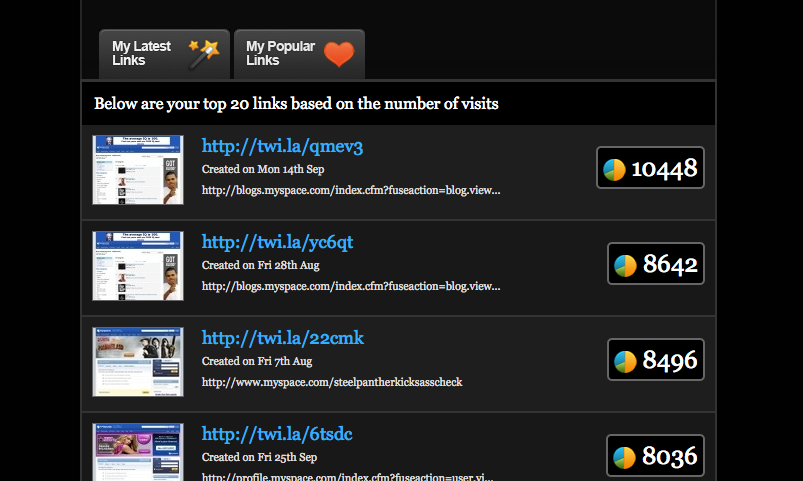 My Latest
Links
My Popular
Links
Below are your top 20 links based on the number of visits
http://twi.la/qmev3
Created on Mon 14th Sep
http://blogs.myspace.com/index.cfm?fuseaction=blog.view...
10448
http://twi.la/yc6qt
Created on Fri 28th Aug
http://blogs.myspace.com/index.cfm?fuseaction=blog.view...
8642
http://twi.la/22cmk
Created on Fri 7th Aug
http://www.myspace.com/steelpantherkicksasscheck
8496
http://twi.la/6tsdc
Created on Fri 25th Sep
http://profile.myspace.com/index.cfm?fuseaction=user.vi...
8036